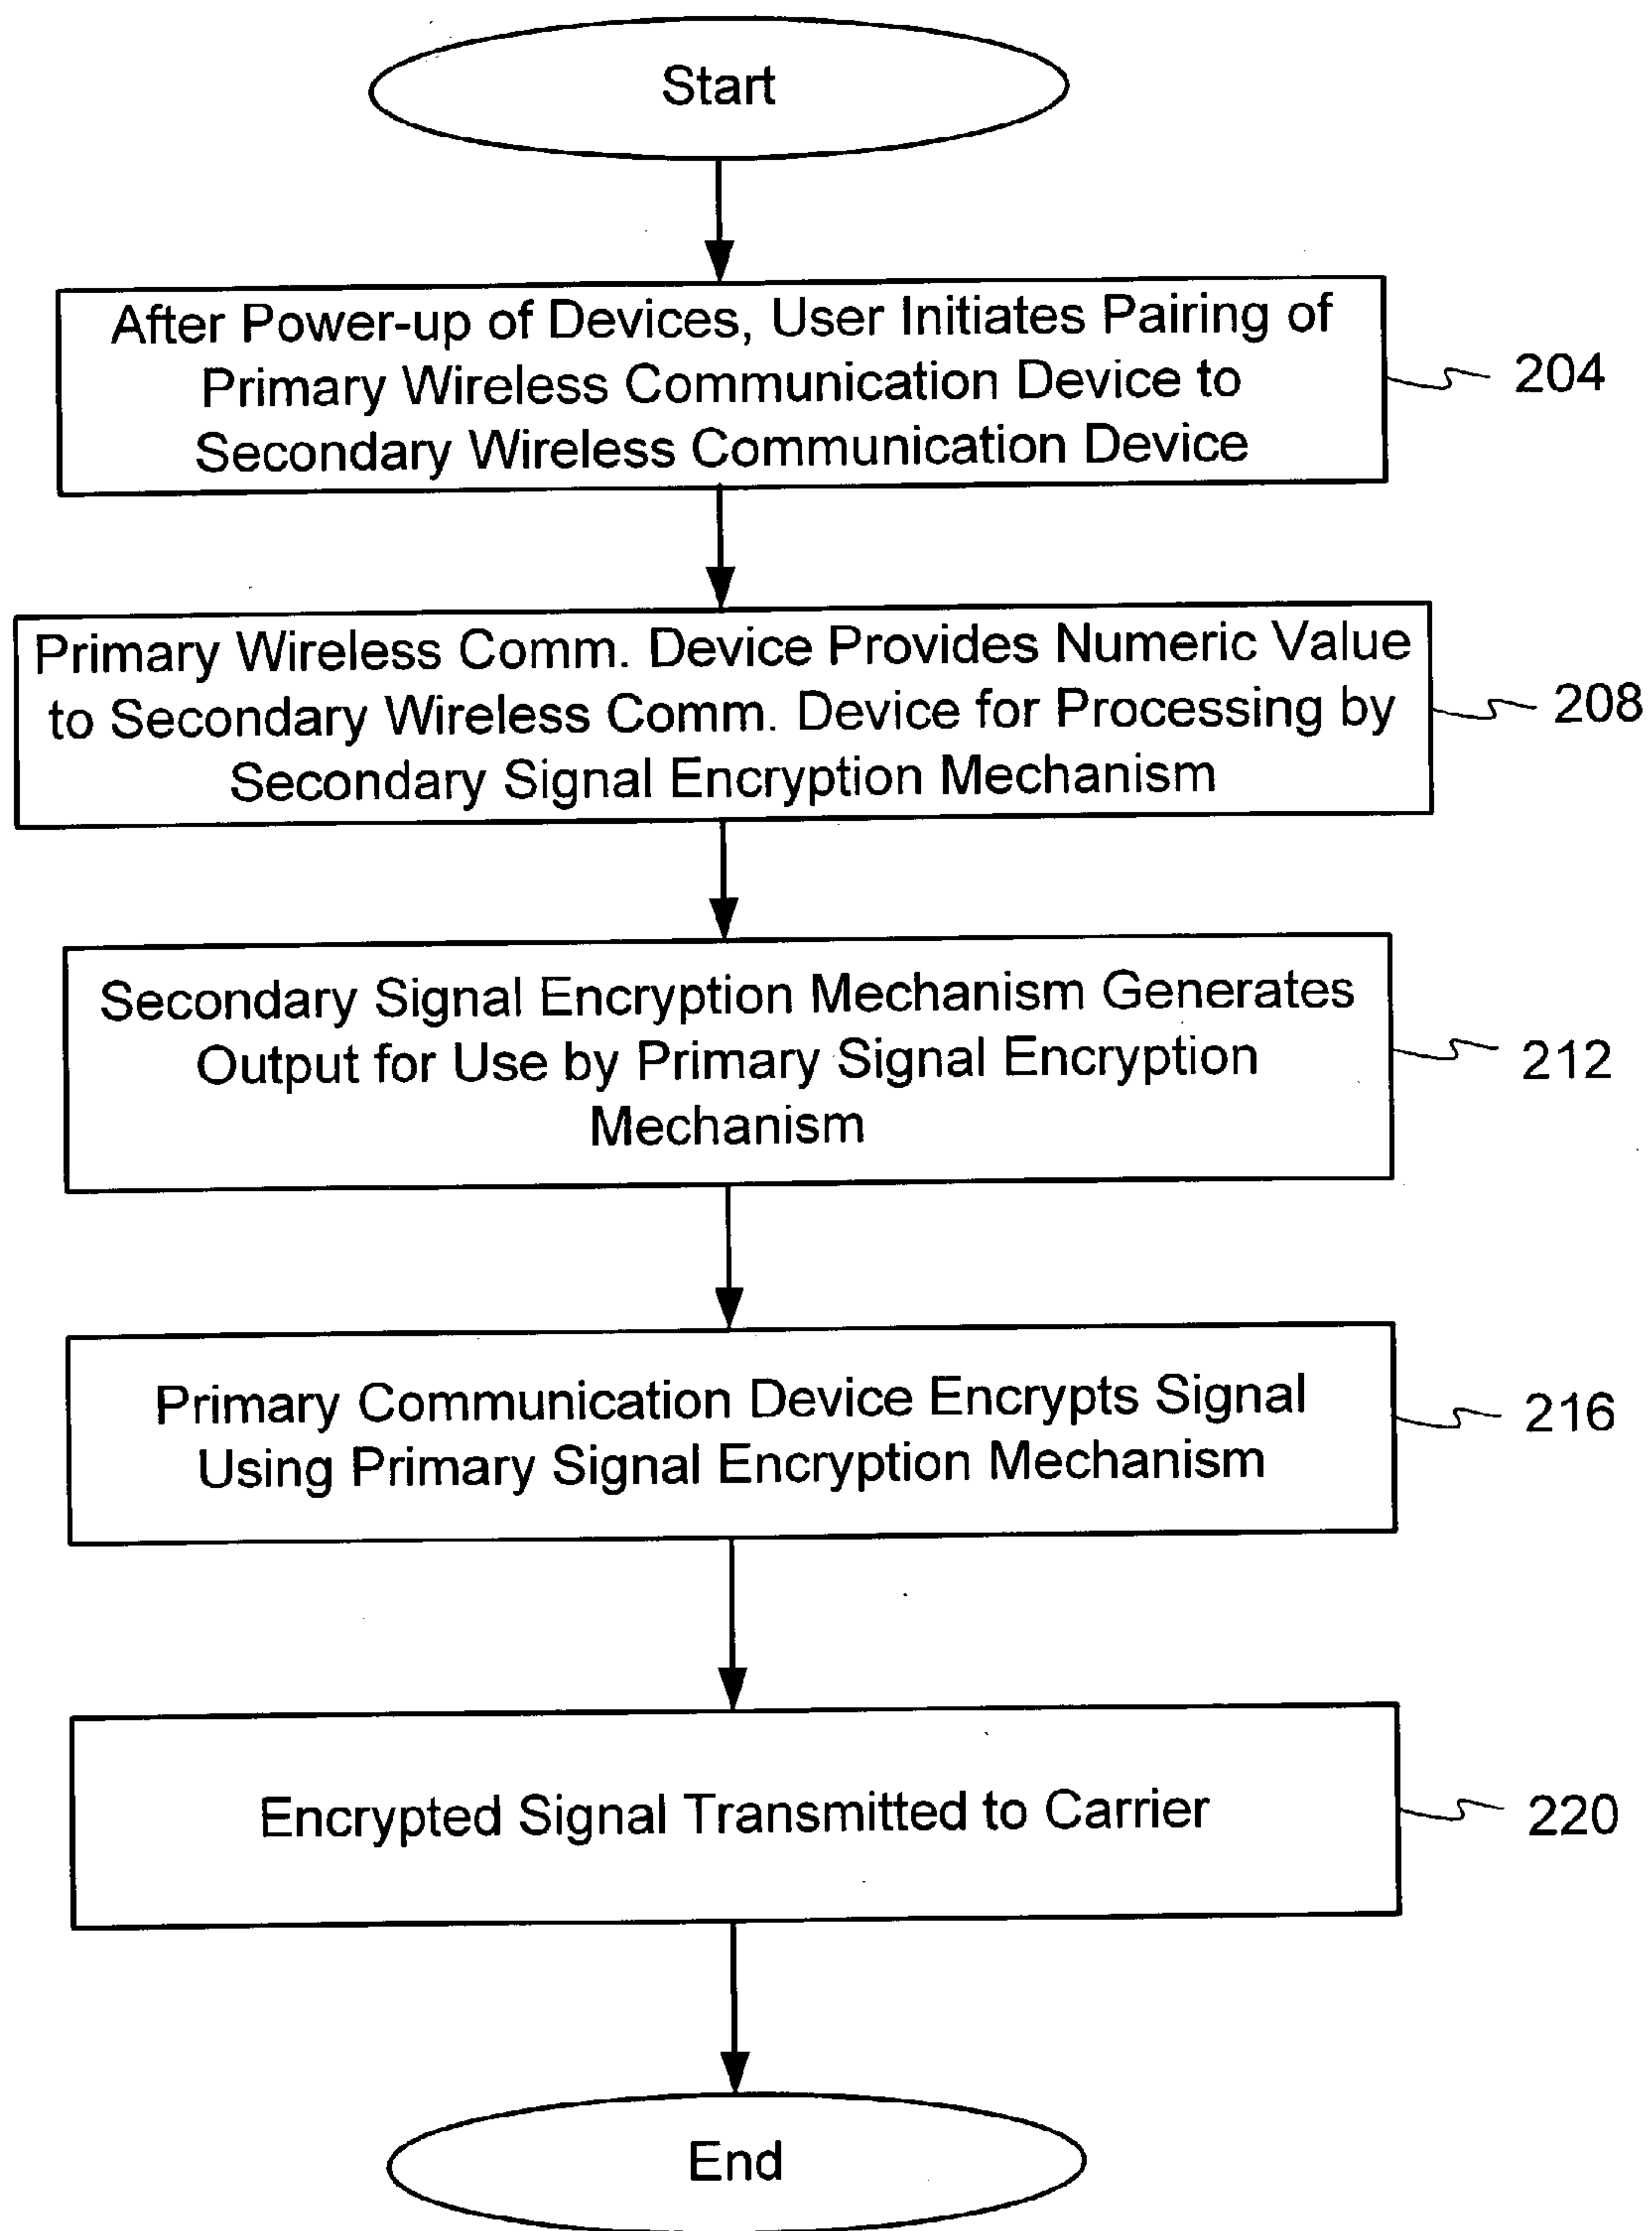 Start
After Power-up of Devices, User Initiates Pairing of
Primary Wireless Communication Device to
Secondary Wireless Communication Device
204
Primary Wireless Comm. Device Provides Numeric Value
to Secondary Wireless Comm. Device for Processing by
Secondary Signal Encryption Mechanism
208
Secondary Signal Encryption Mechanism Generates
Output for Use by Primary Signal Encryption
Mechanism
212
Primary Communication Device Encrypts Signal
Using Primary Signal Encryption Mechanism
216
Encrypted Signal Transmitted to Carrier
220
End